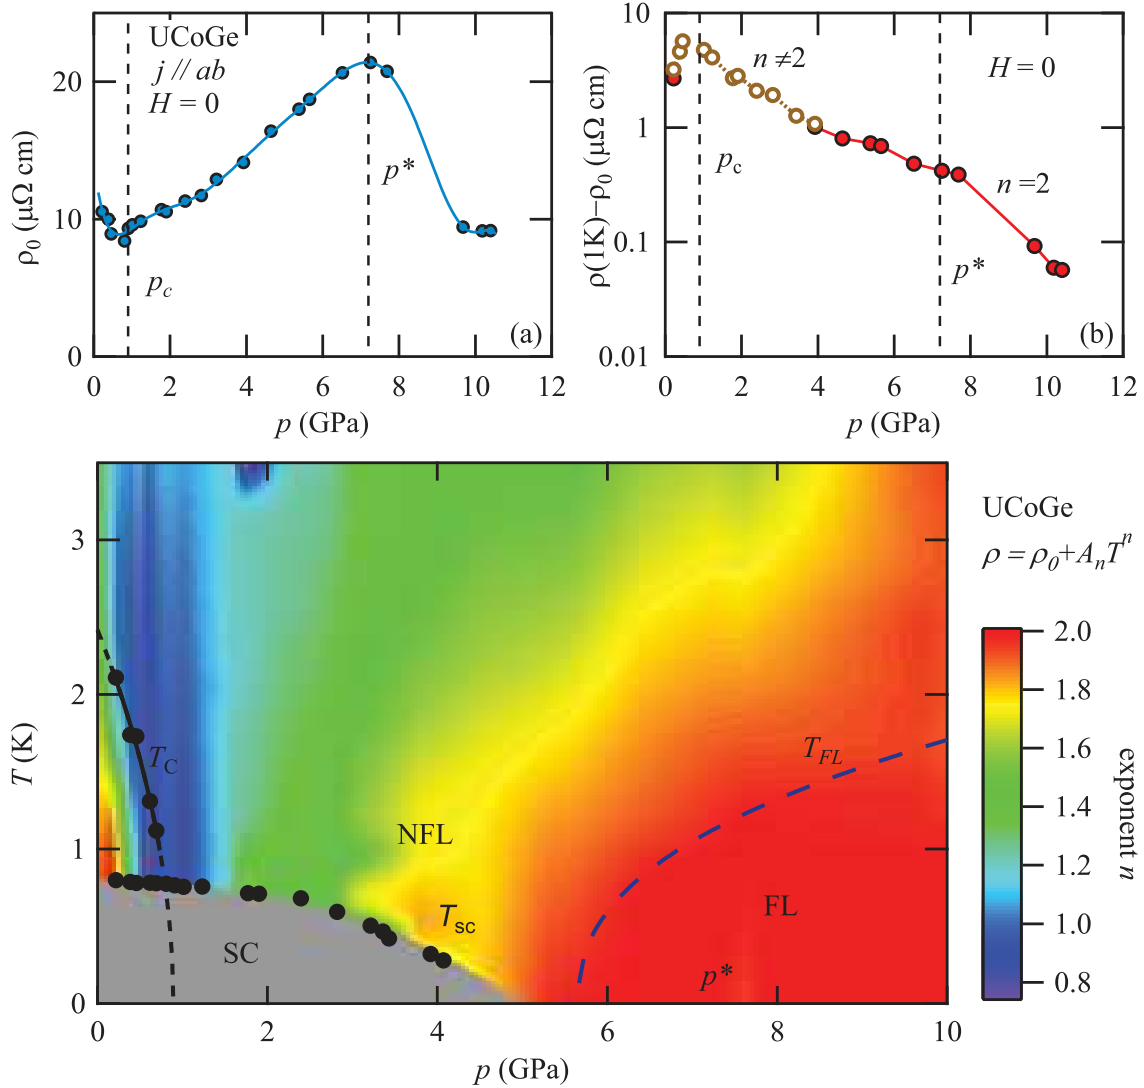 UCoGe
j // ab
H = 0
p*
p_c
(a)
ρ₀ (μΩ cm)
20
10
0
0 2 4 6 8 10 12
p (GPa)
n ≠ 2
H = 0
p_c
n = 2
p*
(b)
ρ(1K)−ρ₀ (μΩ cm)
10
1
0.1
0.01
0 2 4 6 8 10 12
p (GPa)
T_C
NFL
T_sc
SC
T_FL
FL
p*
T (K)
3
2
1
0
0 2 4 6 8 10
p (GPa)
UCoGe
ρ = ρ₀+A_nT^n
2.0
1.8
1.6
1.4
1.2
1.0
0.8
exponent n